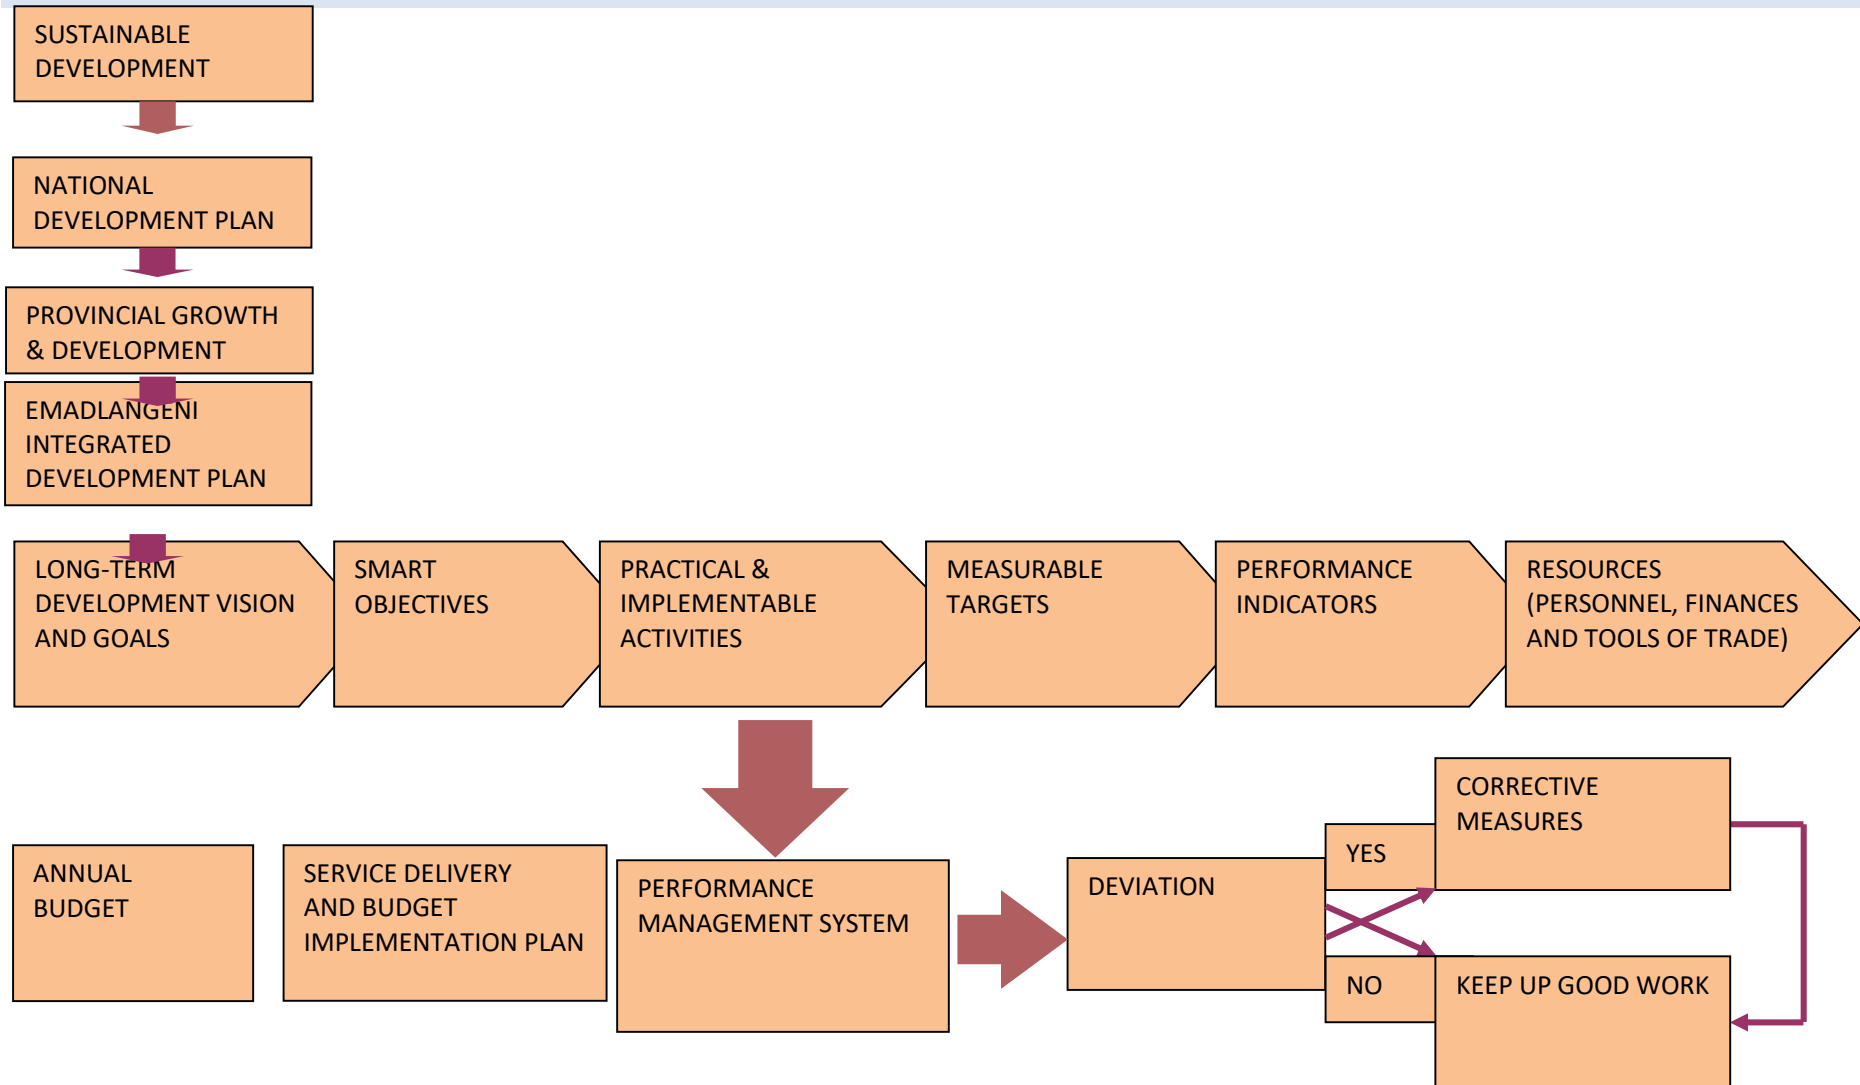 SUSTAINABLE
DEVELOPMENT
NATIONAL
DEVELOPMENT PLAN
PROVINCIAL GROWTH
& DEVELOPMENT
EMADLANGENI
INTEGRATED
DEVELOPMENT PLAN
LONG-TERM
DEVELOPMENT VISION
AND GOALS
SMART
OBJECTIVES
PRACTICAL &
IMPLEMENTABLE
ACTIVITIES
MEASURABLE
TARGETS
PERFORMANCE
INDICATORS
RESOURCES
(PERSONNEL, FINANCES
AND TOOLS OF TRADE)
ANNUAL
BUDGET
SERVICE DELIVERY
AND BUDGET
IMPLEMENTATION PLAN
PERFORMANCE
MANAGEMENT SYSTEM
DEVIATION
YES
CORRECTIVE
MEASURES
NO
KEEP UP GOOD WORK